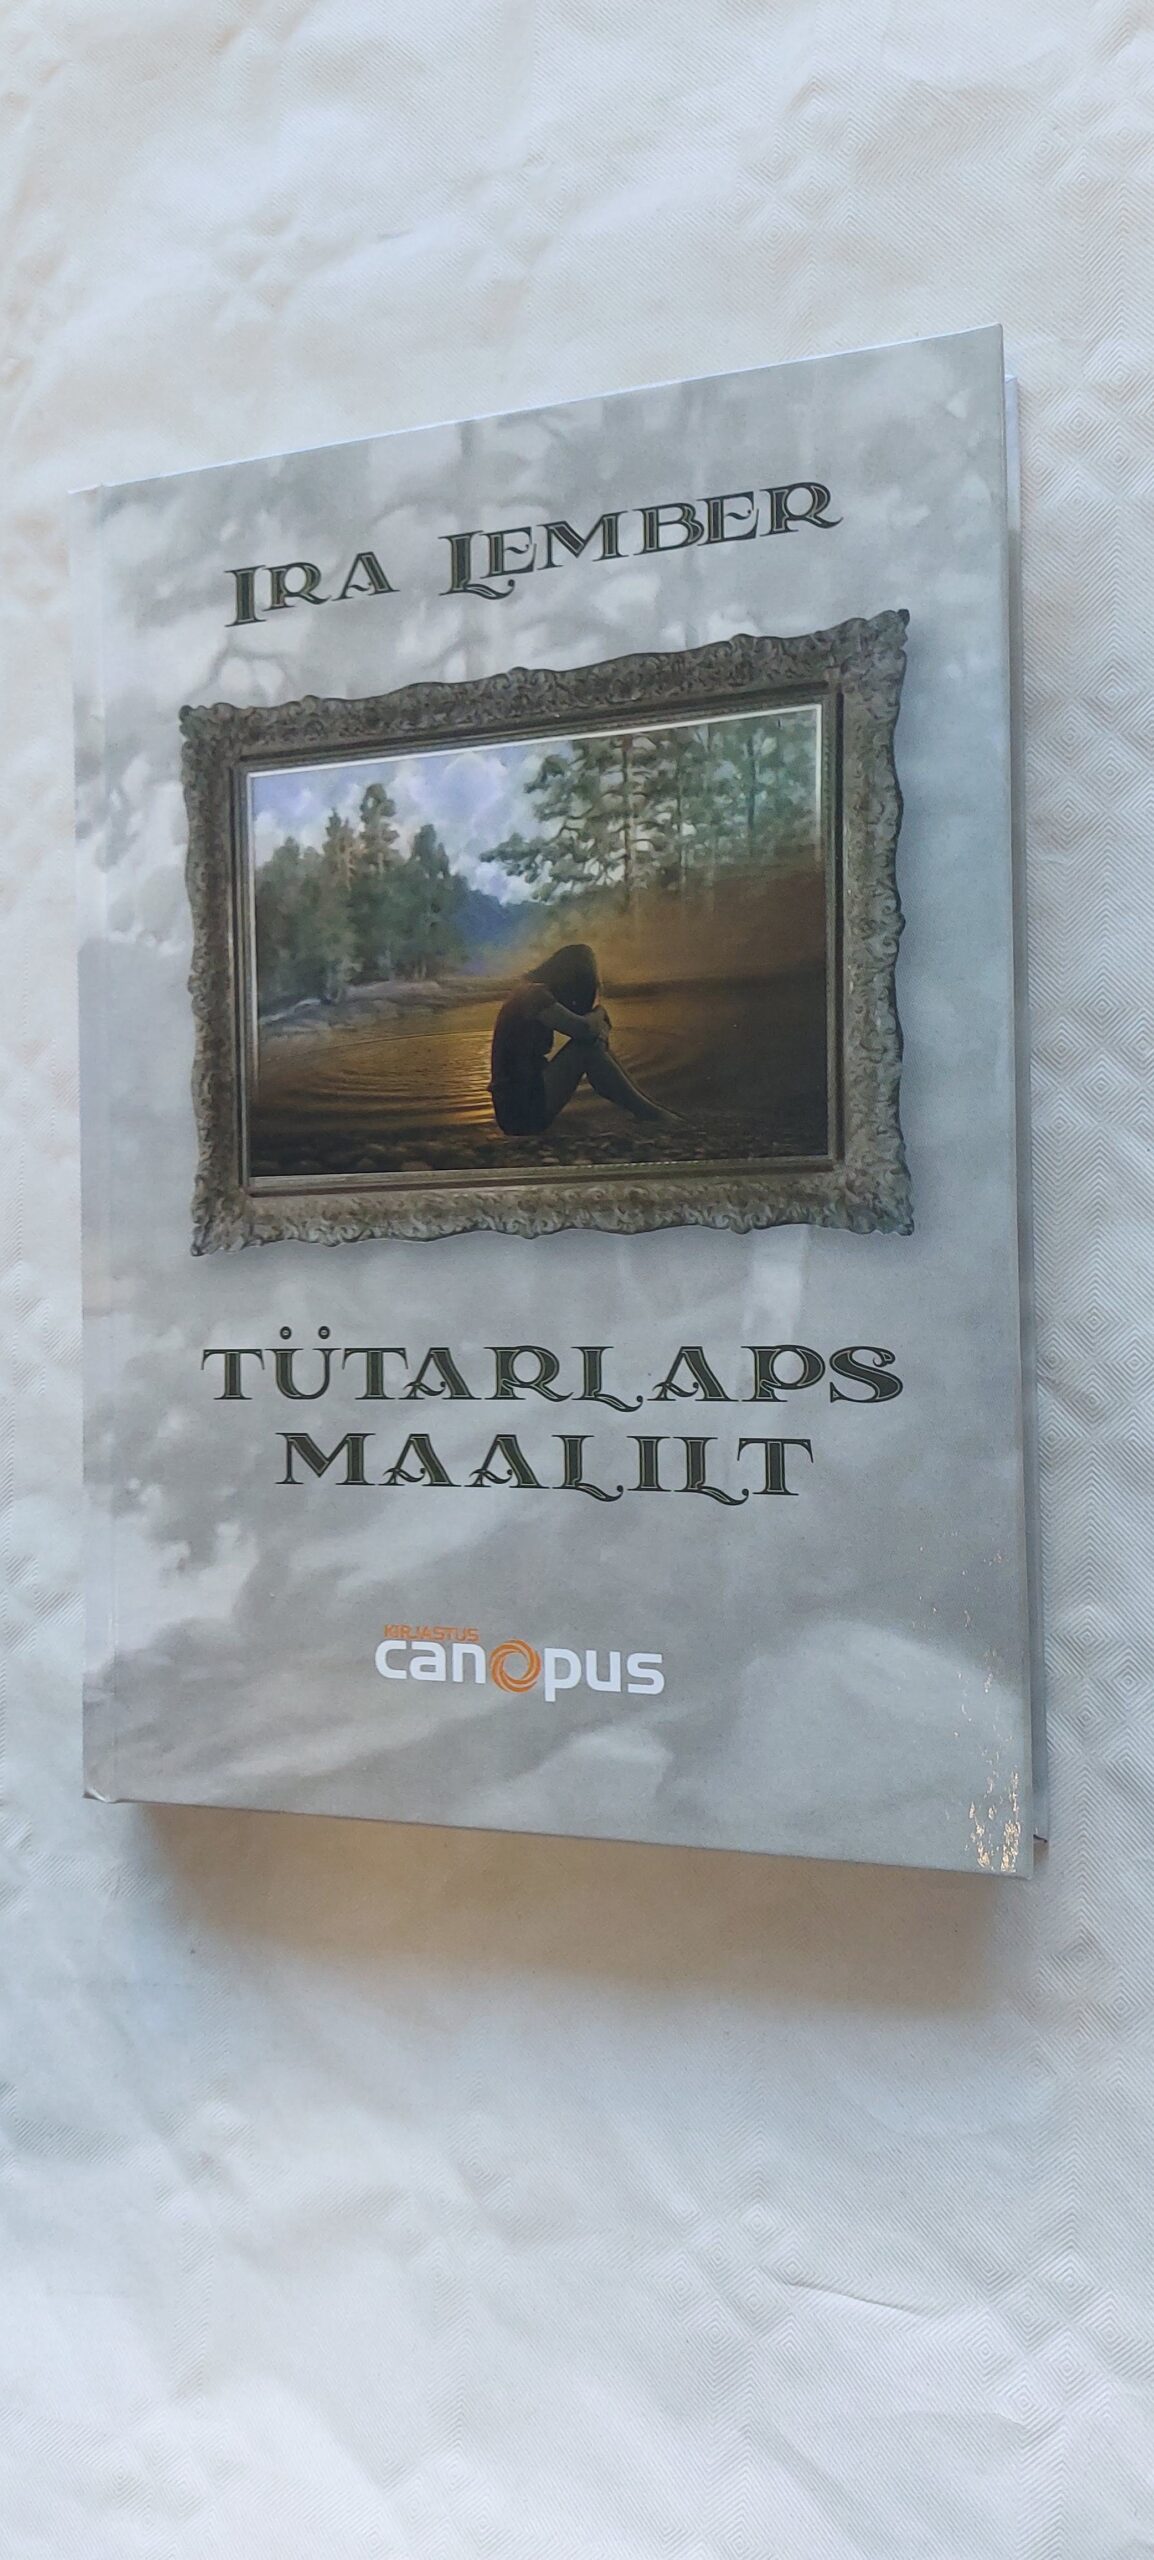 IRA LEMBER
TÜTARLAPS
MAALILT
KIRJASTUS
canopus